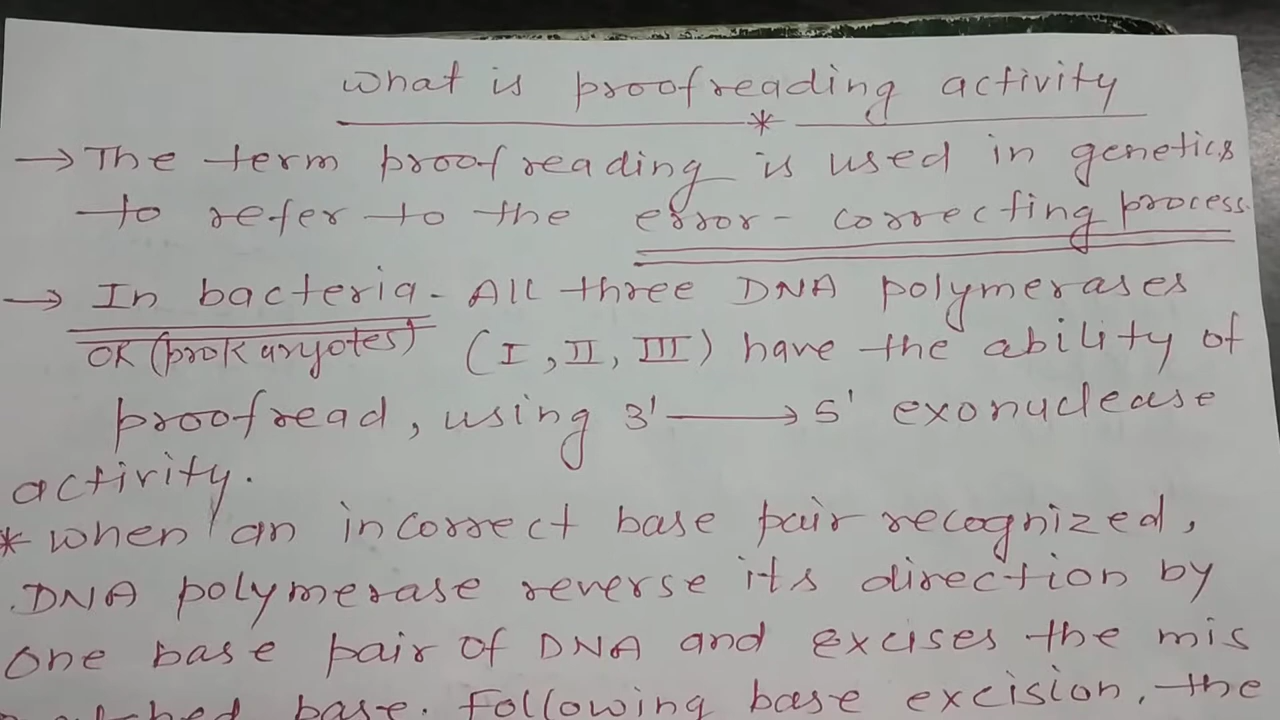 What is proofreading activity
*
→ The term proofreading is used in genetics
to refer to the error-correcting process.
→ In bacteria - All three DNA polymerases
OR (prokaryotes) (I, II, III) have the ability of
proofread, using 3' → 5' exonuclease
activity.
* When an incorrect base pair recognized,
DNA polymerase reverse its direction by
one base pair of DNA and excises the mis
base. Following base excision, the